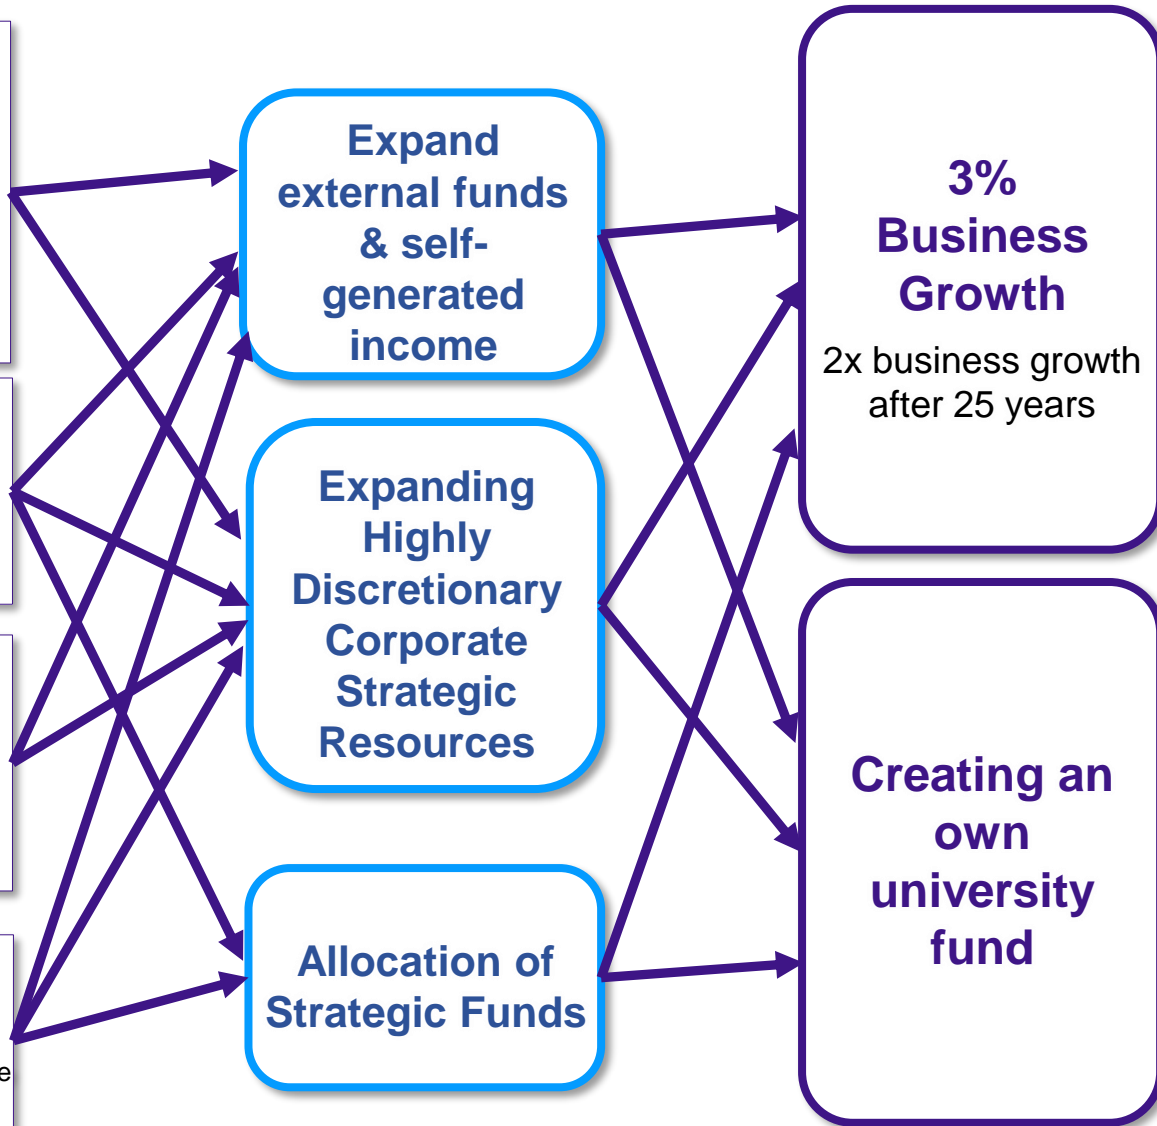 Expand
external funds
& self-
generated
income
Expanding
Highly
Discretionary
Corporate
Strategic
Resources
Allocation of
Strategic Funds
3%
Business
Growth
2x business growth
after 25 years
Creating an
own
university
fund